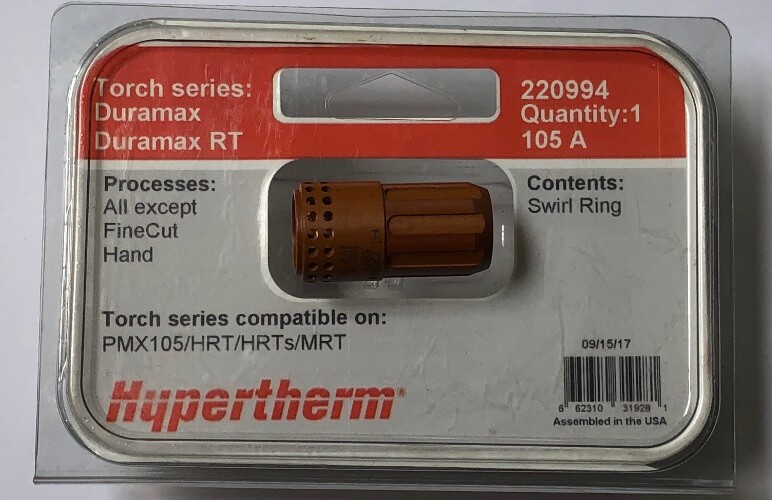 Torch series:
Duramax
Duramax RT
220994
Quantity:1
105 A
Processes:
All except
FineCut
Hand
Contents:
Swirl Ring
Torch series compatible on:
PMX105/HRT/HRTs/MRT
Hypertherm®
09/15/17
6 62310 31928 1
Assembled in the USA